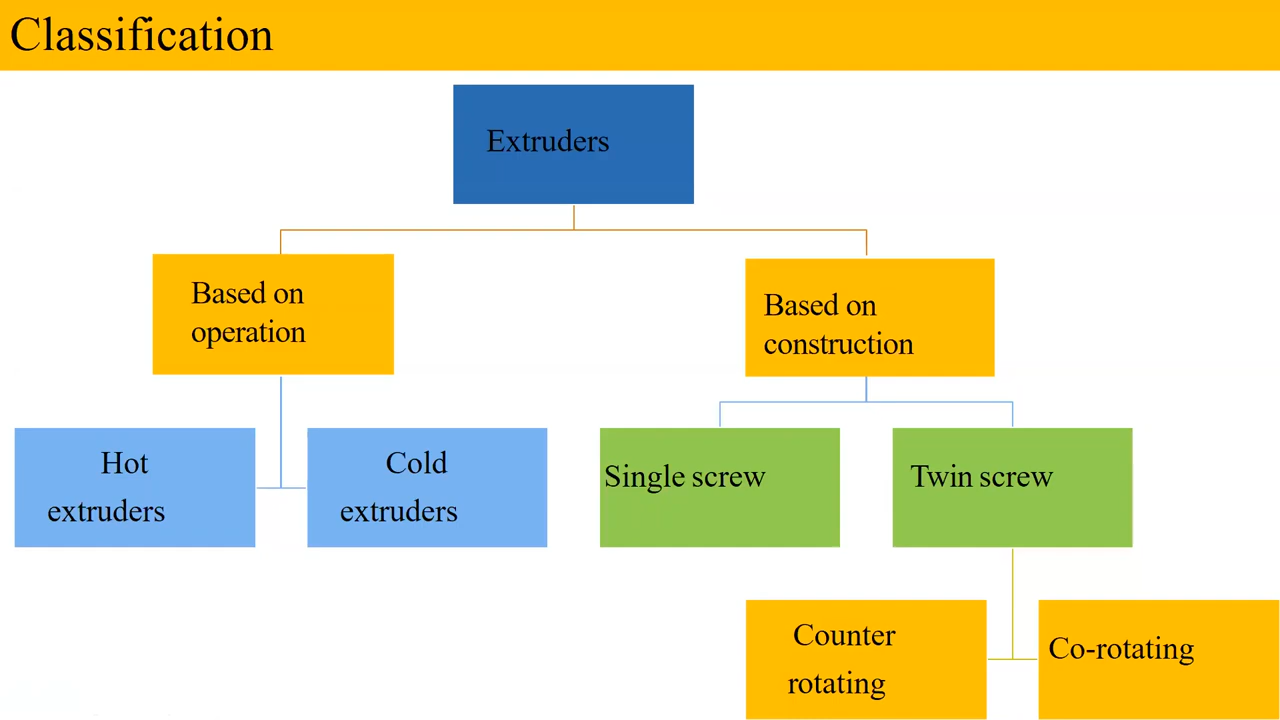 Classification
Extruders
Based on
operation
Based on
construction
Hot
extruders
Cold
extruders
Single screw
Twin screw
Counter
rotating
Co-rotating